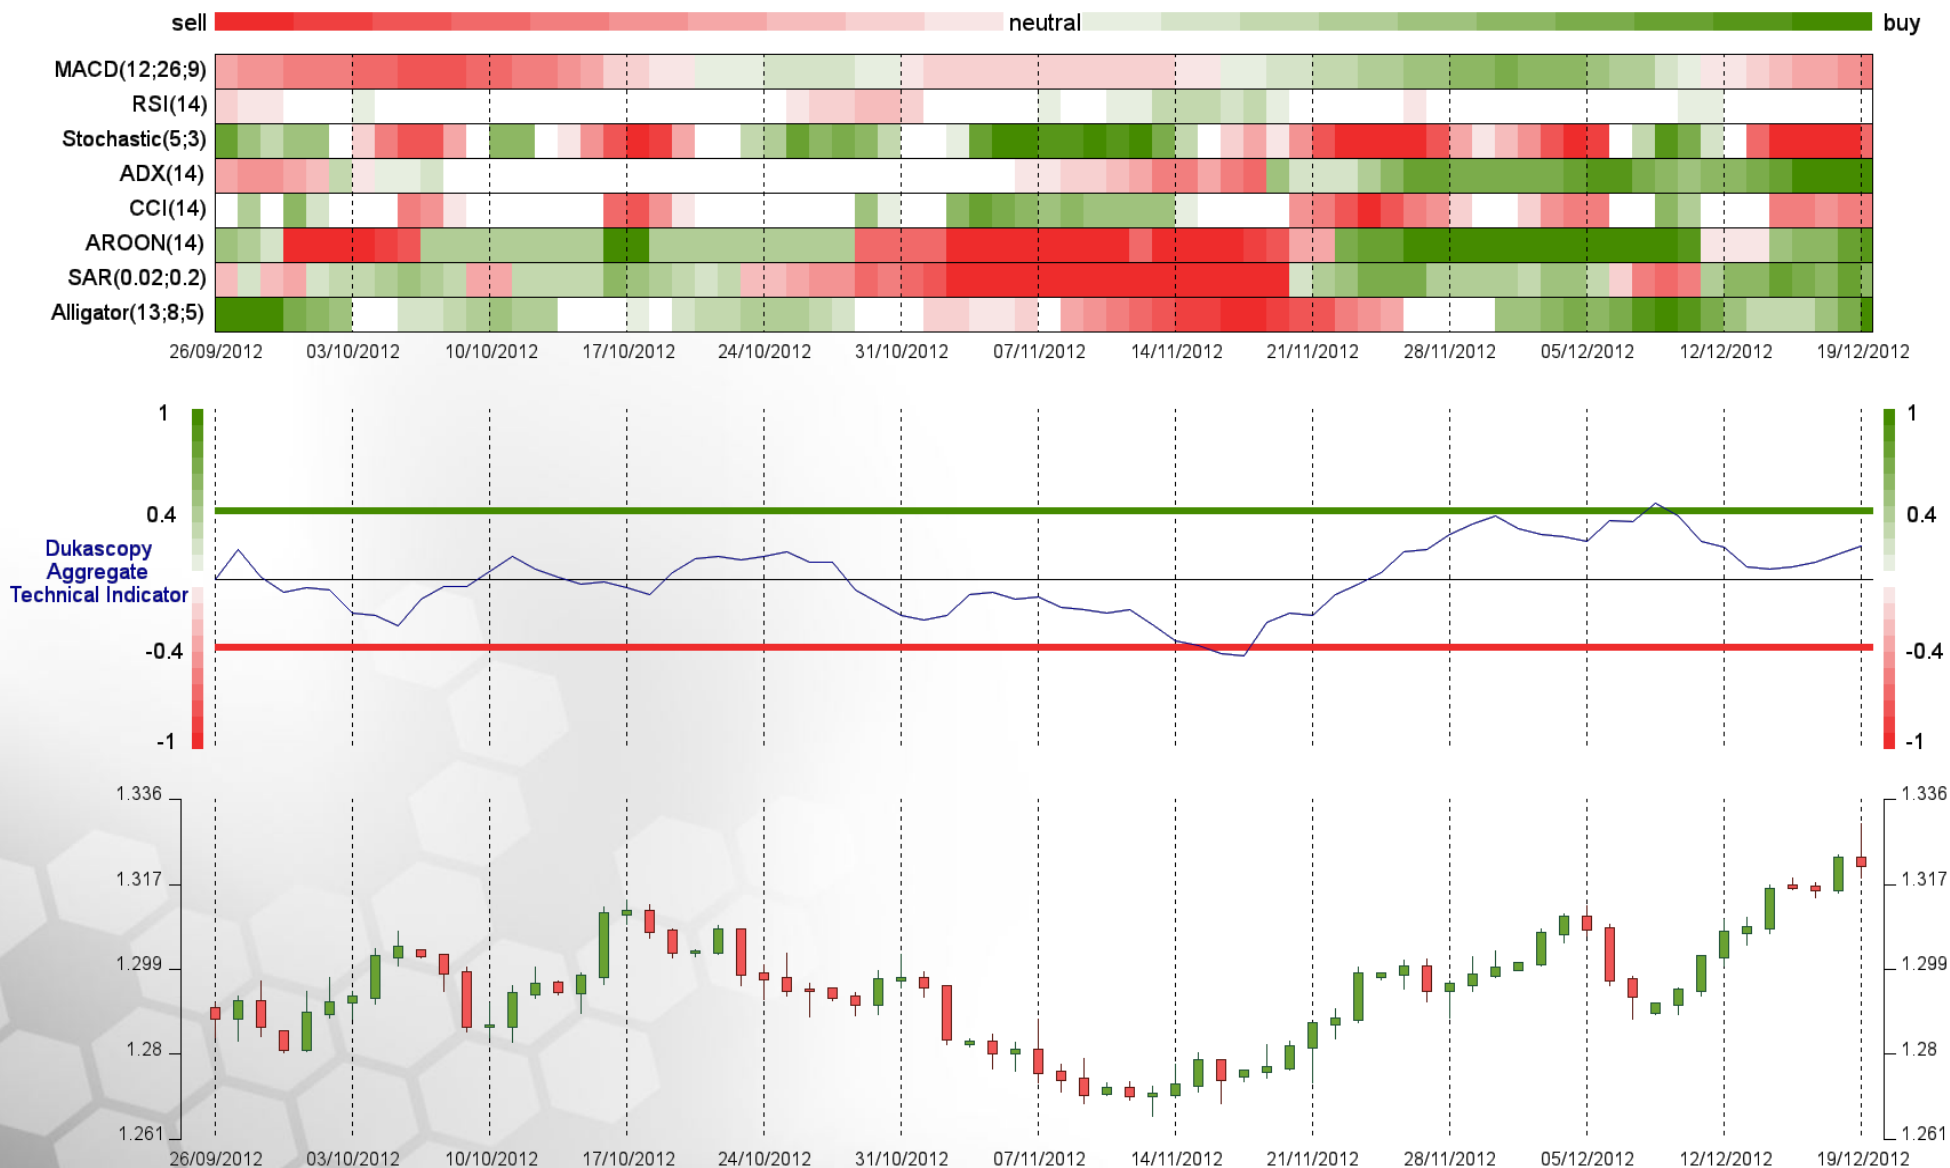 sell neutral buy
MACD(12;26;9)
RSI(14)
Stochastic(5;3)
ADX(14)
CCI(14)
AROON(14)
SAR(0.02;0.2)
Alligator(13;8;5)
26/09/2012 03/10/2012 10/10/2012 17/10/2012 24/10/2012 31/10/2012 07/11/2012 14/11/2012 21/11/2012 28/11/2012 05/12/2012 12/12/2012 19/12/2012
1 1
0.4 0.4
Dukascopy
Aggregate
Technical Indicator
-0.4 -0.4
-1 -1
1.336 1.336
1.317 1.317
1.299 1.299
1.28 1.28
1.261 1.261
26/09/2012 03/10/2012 10/10/2012 17/10/2012 24/10/2012 31/10/2012 07/11/2012 14/11/2012 21/11/2012 28/11/2012 05/12/2012 12/12/2012 19/12/2012